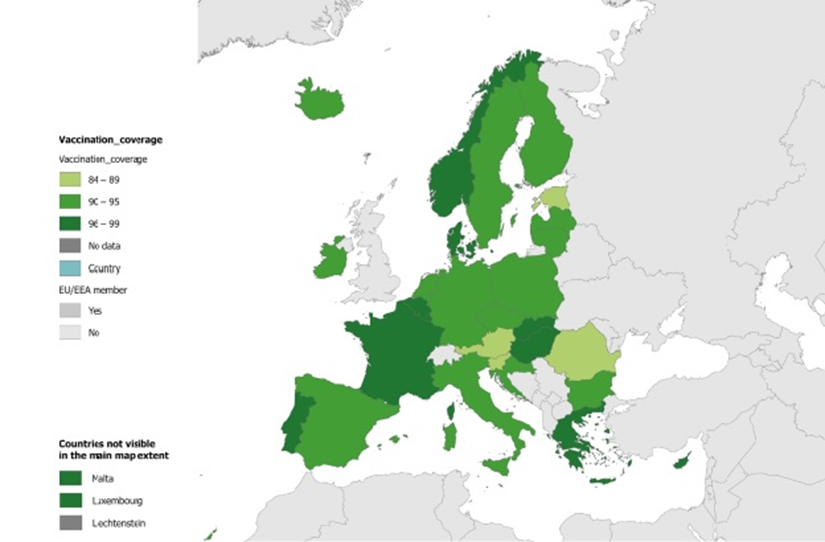 Vaccination_coverage
Vaccination_coverage
84 – 89
90 – 95
96 – 99
No data
Country
EU/EEA member
Yes
No
Countries not visible
in the main map extent
Malta
Luxembourg
Liechtenstein